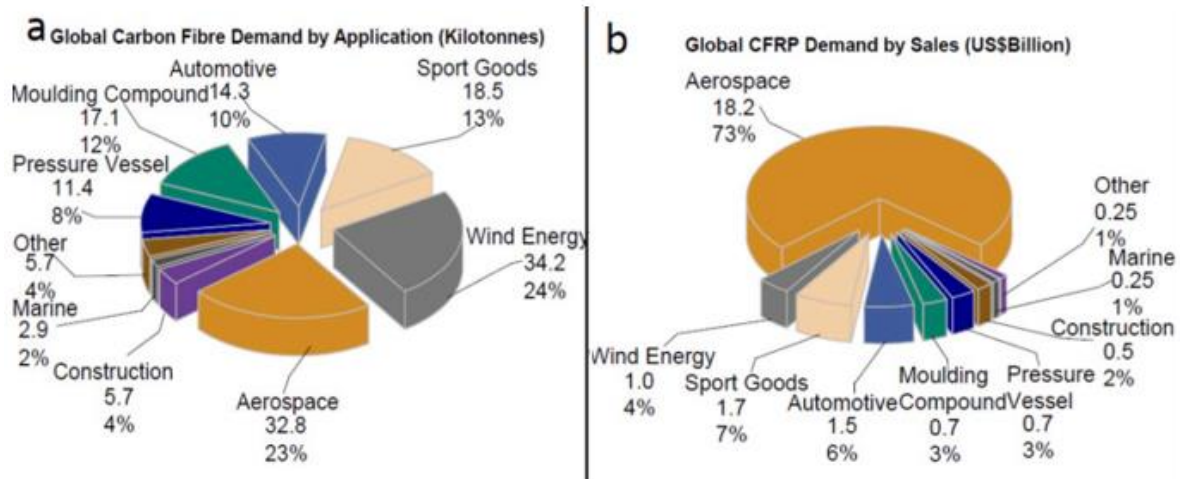 a Global Carbon Fibre Demand by Application (Kilotonnes)
Automotive
14.3
10%
Sport Goods
18.5
13%
Moulding Compound
17.1
12%
Pressure Vessel
11.4
8%
Wind Energy
34.2
24%
Other
5.7
4%
Marine
2.9
2%
Construction
5.7
4%
Aerospace
32.8
23%
b Global CFRP Demand by Sales (US$Billion)
Aerospace
18.2
73%
Other
0.25
1%
Marine
0.25
1%
Construction
0.5
2%
Wind Energy
1.0
4%
Sport Goods
1.7
7%
Automotive
1.5
6%
Moulding
Compound
0.7
3%
Pressure
Vessel
0.7
3%